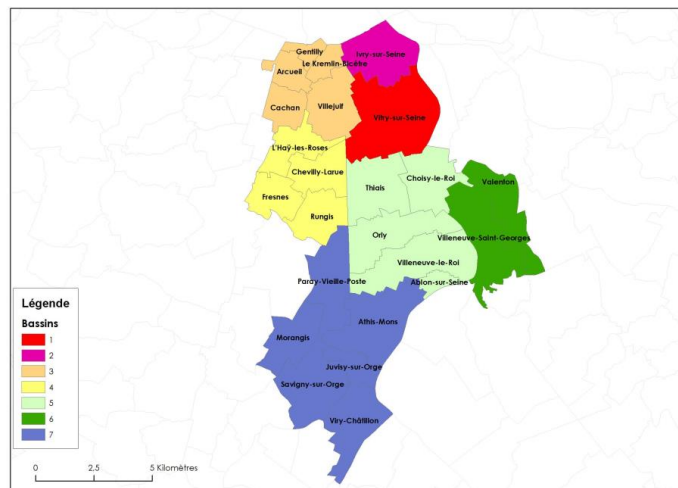 Gentilly
Ivry-sur-Seine
Le Kremlin-Bicêtre
Arcueil
Cachan
Villejuif
Vitry-sur-Seine
L'Haÿ-les-Roses
Chevilly-Larue
Choisy-le-Roi
Valenton
Thiais
Fresnes
Rungis
Orly
Villeneuve-Saint-Georges
Villeneuve-le-Roi
Paray-Vieille-Poste
Ablon-sur-Seine
Athis-Mons
Morangis
Juvisy-sur-Orge
Savigny-sur-Orge
Viry-Châtillon
Légende
Bassins
1
2
3
4
5
6
7
0 2,5 5 Kilomètres